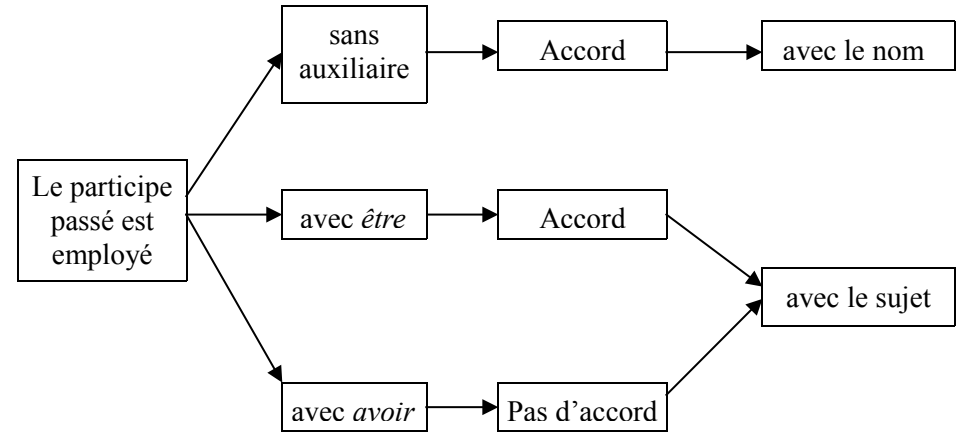 sans
auxiliaire
Accord
avec le nom
Le participe
passé est
employé
avec être
Accord
avec le sujet
avec avoir
Pas d’accord